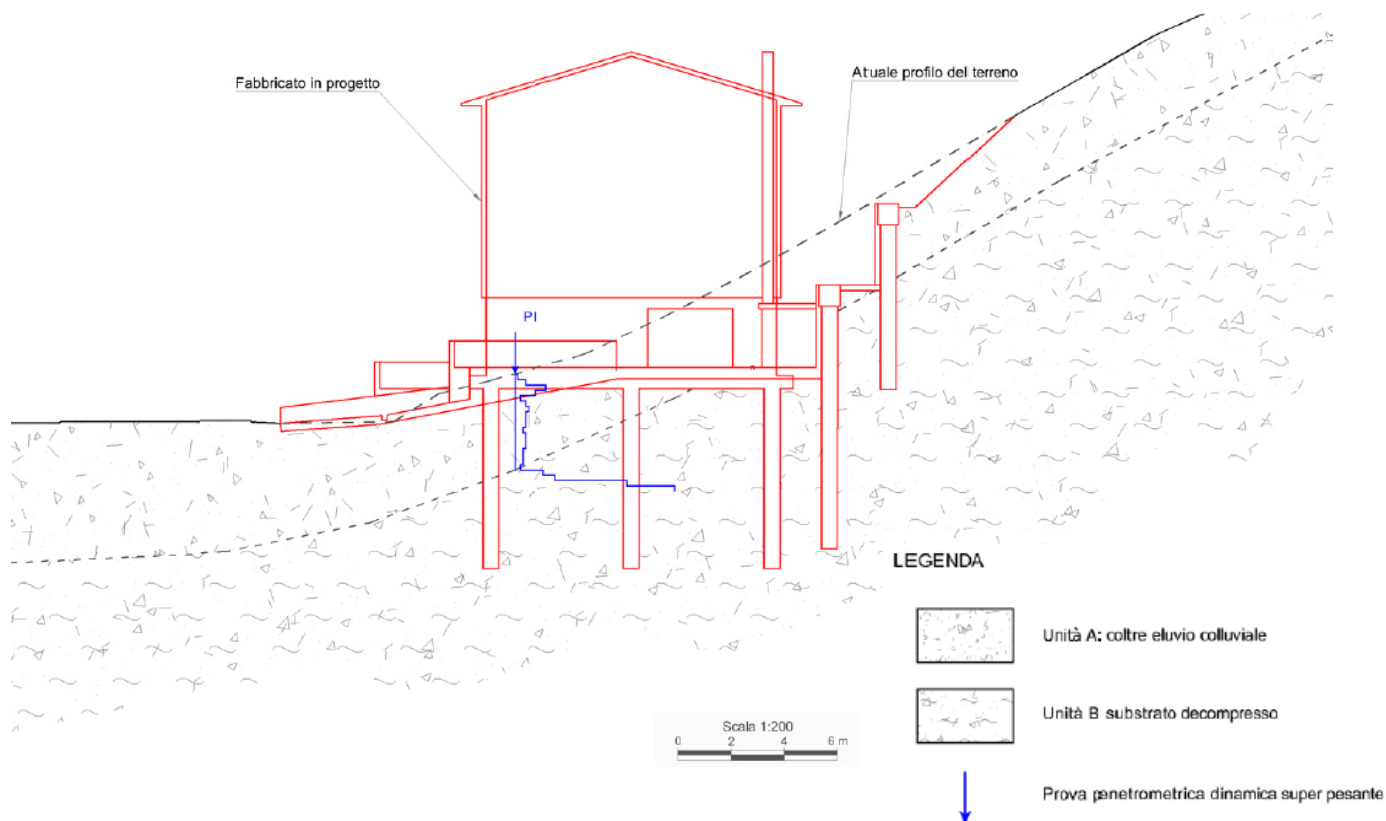 Fabbricato in progetto
Atuale profilo del terreno
P1
LEGENDA
Unità A: coltre eluvio colluviale
Unità B substrato decompresso
Scala 1:200
0 2 4 6 m
Prova penetrometrica dinamica super pesante